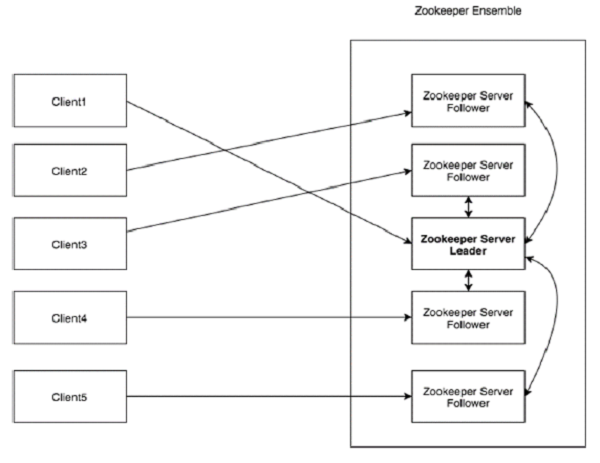 Zookeeper Ensemble
Client1
Client2
Client3
Client4
Client5
Zookeeper Server
Follower
Zookeeper Server
Follower
Zookeeper Server
Leader
Zookeeper Server
Follower
Zookeeper Server
Follower